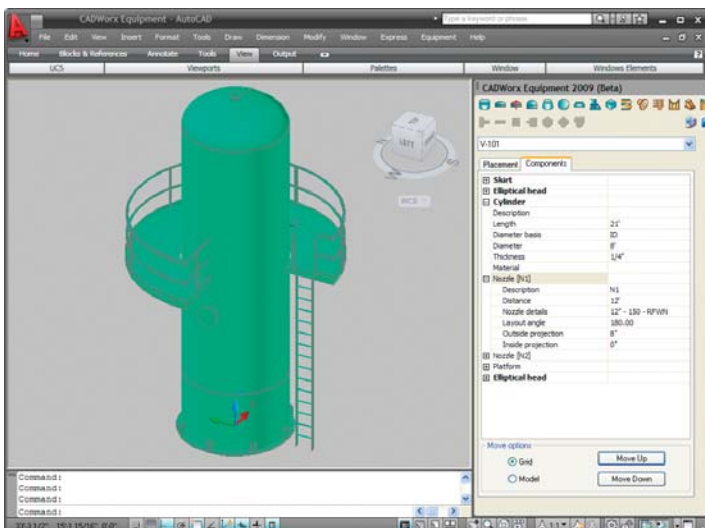 CADWorx Equipment - AutoCAD
Type a keyword or phrase
File Edit View Insert Format Tools Draw Dimension Modify Window Express Equipment Help
Home Blocks & References Annotate Tools View Output
UCS Viewports Palettes Window Windows Elements
LEFT
WCS
CADWorx Equipment 2009 (Beta)
V-101
Placement Components
Skirt
Elliptical head
Cylinder
Description
Length 21'
Diameter basis ID
Diameter 8'
Thickness 1/4"
Material
Nozzle [N1]
Description N1
Distance 12'
Nozzle details 12" - 150 - RFWN
Layout angle 180.00
Outside projection 8"
Inside projection 0"
Nozzle [N2]
Platform
Elliptical head
Move options
Grid
Model
Move Up
Move Down
Command:
Command:
Command:
Command:
1:1